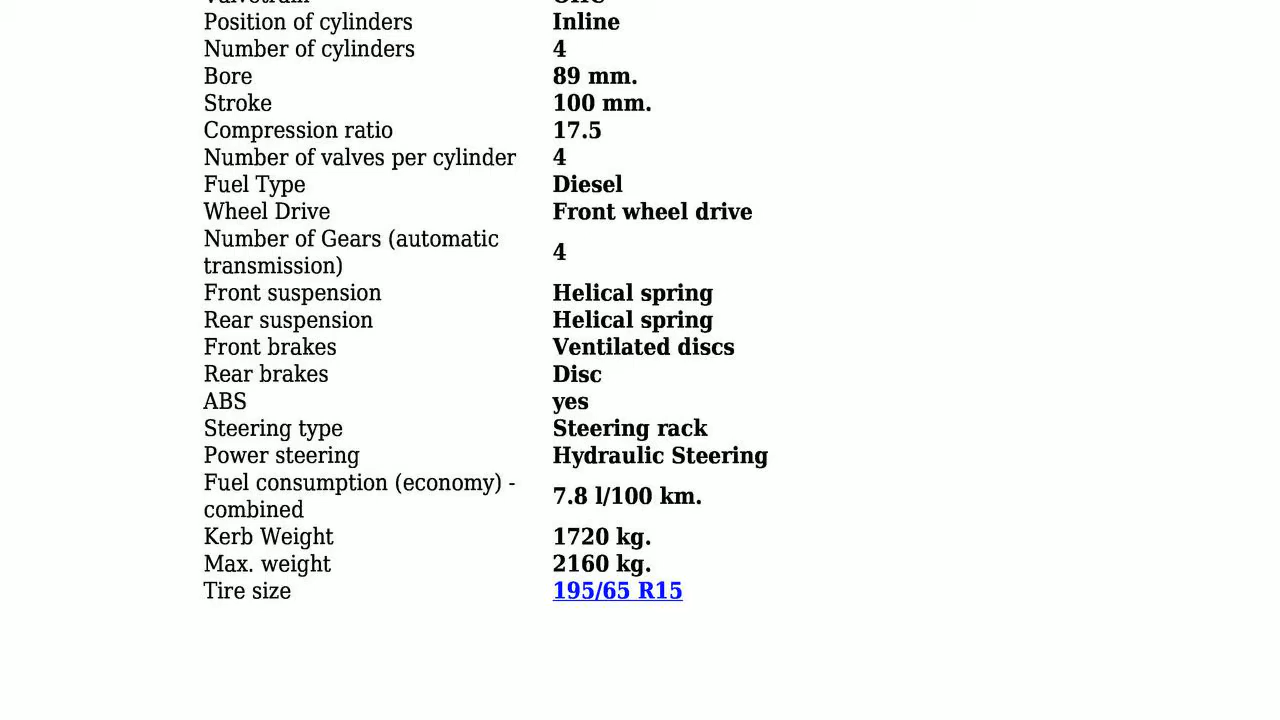 Position of cylinders Inline
Number of cylinders 4
Bore 89 mm.
Stroke 100 mm.
Compression ratio 17.5
Number of valves per cylinder 4
Fuel Type Diesel
Wheel Drive Front wheel drive
Number of Gears (automatic
transmission) 4
Front suspension Helical spring
Rear suspension Helical spring
Front brakes Ventilated discs
Rear brakes Disc
ABS yes
Steering type Steering rack
Power steering Hydraulic Steering
Fuel consumption (economy) -
combined 7.8 l/100 km.
Kerb Weight 1720 kg.
Max. weight 2160 kg.
Tire size 195/65 R15